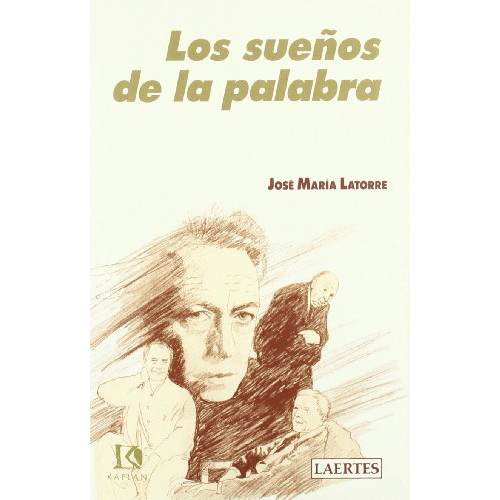 Los sueños
de la palabra
JOSÉ MARÍA LATORRE
K
KAPLAN
LAERTES